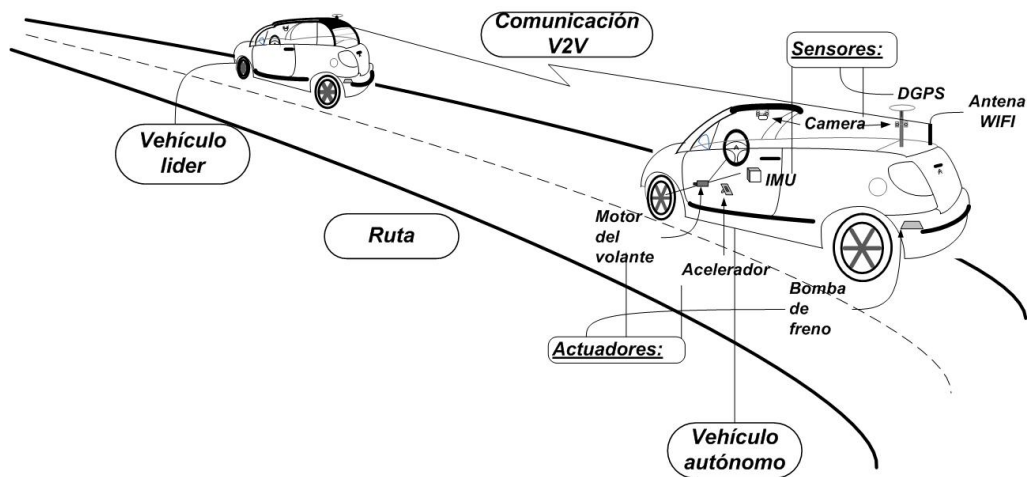 Comunicación
V2V
Sensores:
DGPS
Antena
WIFI
Camera
Vehículo
lider
IMU
Ruta
Motor
del
volante
Acelerador
Bomba
de
freno
Actuadores:
Vehículo
autónomo